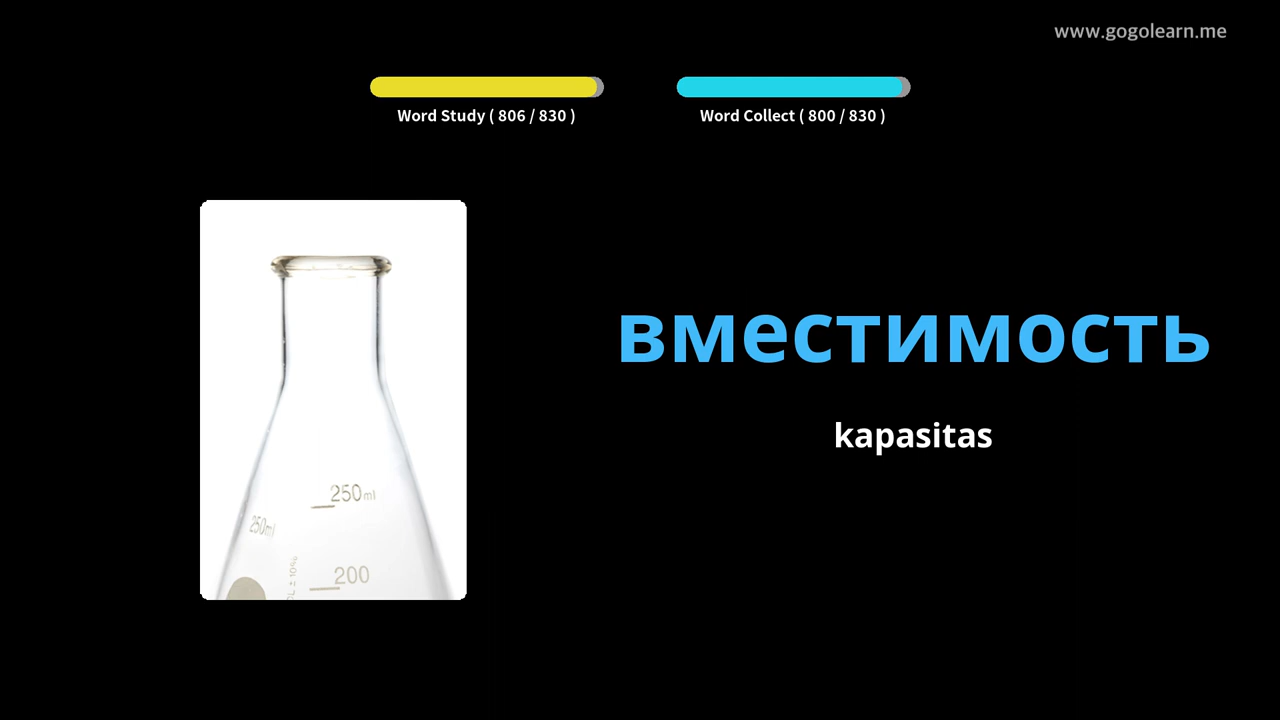 www.gogolearn.me
Word Study ( 806 / 830 )
Word Collect ( 800 / 830 )
вместимость
kapasitas
250ml
250ml
200